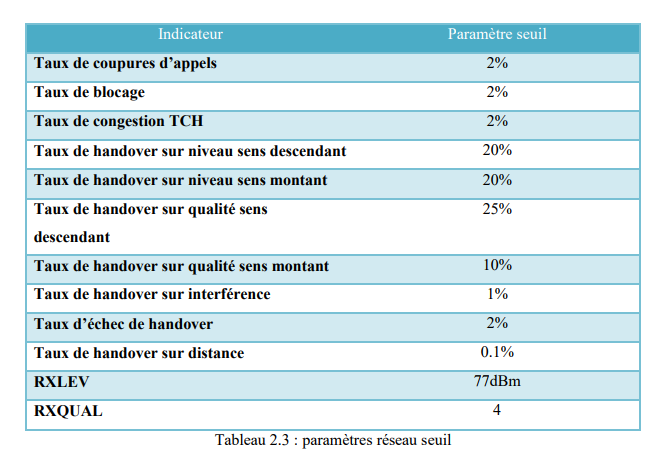 Indicateur Paramètre seuil
Taux de coupures d’appels 2%
Taux de blocage 2%
Taux de congestion TCH 2%
Taux de handover sur niveau sens descendant 20%
Taux de handover sur niveau sens montant 20%
Taux de handover sur qualité sens 25%
descendant
Taux de handover sur qualité sens montant 10%
Taux de handover sur interférence 1%
Taux d’échec de handover 2%
Taux de handover sur distance 0.1%
RXLEV 77dBm
RXQUAL 4
Tableau 2.3 : paramètres réseau seuil